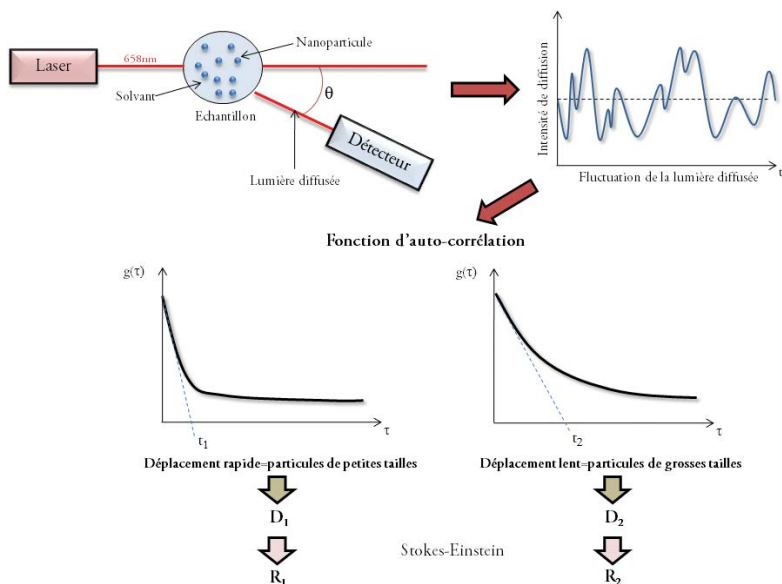 Laser
658nm
Nanoparticule
Solvant
Echantillon
θ
Détecteur
Lumière diffusée
Intensité de diffusion
t
Fluctuation de la lumière diffusée
Fonction d'auto-corrélation
g(τ)
τ
t₁
Déplacement rapide=particules de petites tailles
D₁
R₁
g(τ)
τ
t₂
Déplacement lent=particules de grosses tailles
D₂
R₂
Stokes-Einstein